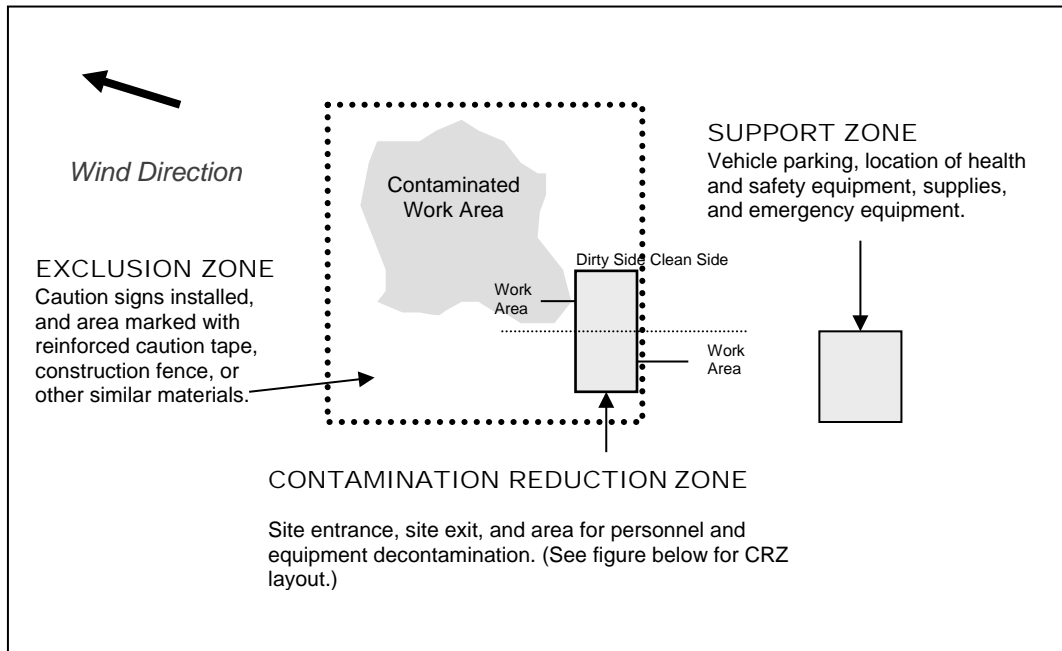 Wind Direction
Contaminated
Work Area
SUPPORT ZONE
Vehicle parking, location of health
and safety equipment, supplies,
and emergency equipment.
EXCLUSION ZONE
Caution signs installed,
and area marked with
reinforced caution tape,
construction fence, or
other similar materials.
Dirty Side Clean Side
Work
Area
Work
Area
CONTAMINATION REDUCTION ZONE
Site entrance, site exit, and area for personnel and
equipment decontamination. (See figure below for CRZ
layout.)